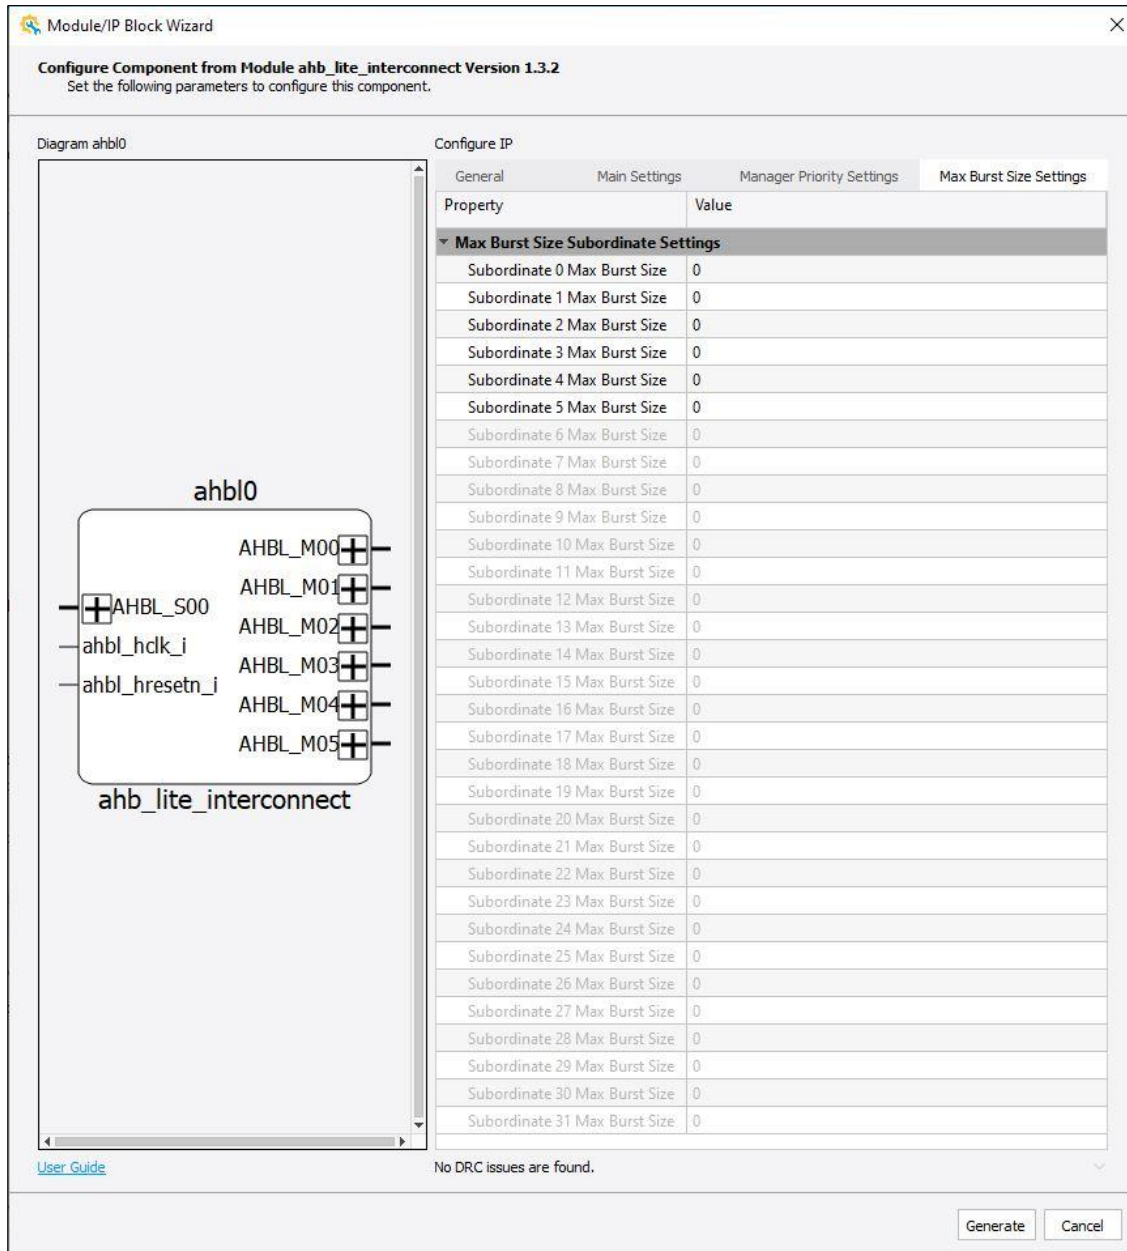 Module/IP Block Wizard
Configure Component from Module ahb_lite_interconnect Version 1.3.2
Set the following parameters to configure this component.
Diagram ahbl0
ahbl0
AHBL_M00
AHBL_M01
AHBL_S00
AHBL_M02
ahbl_hclk_i
AHBL_M03
ahbl_hresetn_i
AHBL_M04
AHBL_M05
ahb_lite_interconnect
User Guide
Configure IP
General Main Settings Manager Priority Settings Max Burst Size Settings
Property Value
Max Burst Size Subordinate Settings
Subordinate 0 Max Burst Size 0
Subordinate 1 Max Burst Size 0
Subordinate 2 Max Burst Size 0
Subordinate 3 Max Burst Size 0
Subordinate 4 Max Burst Size 0
Subordinate 5 Max Burst Size 0
Subordinate 6 Max Burst Size 0
Subordinate 7 Max Burst Size 0
Subordinate 8 Max Burst Size 0
Subordinate 9 Max Burst Size 0
Subordinate 10 Max Burst Size 0
Subordinate 11 Max Burst Size 0
Subordinate 12 Max Burst Size 0
Subordinate 13 Max Burst Size 0
Subordinate 14 Max Burst Size 0
Subordinate 15 Max Burst Size 0
Subordinate 16 Max Burst Size 0
Subordinate 17 Max Burst Size 0
Subordinate 18 Max Burst Size 0
Subordinate 19 Max Burst Size 0
Subordinate 20 Max Burst Size 0
Subordinate 21 Max Burst Size 0
Subordinate 22 Max Burst Size 0
Subordinate 23 Max Burst Size 0
Subordinate 24 Max Burst Size 0
Subordinate 25 Max Burst Size 0
Subordinate 26 Max Burst Size 0
Subordinate 27 Max Burst Size 0
Subordinate 28 Max Burst Size 0
Subordinate 29 Max Burst Size 0
Subordinate 30 Max Burst Size 0
Subordinate 31 Max Burst Size 0
No DRC issues are found.
Generate Cancel